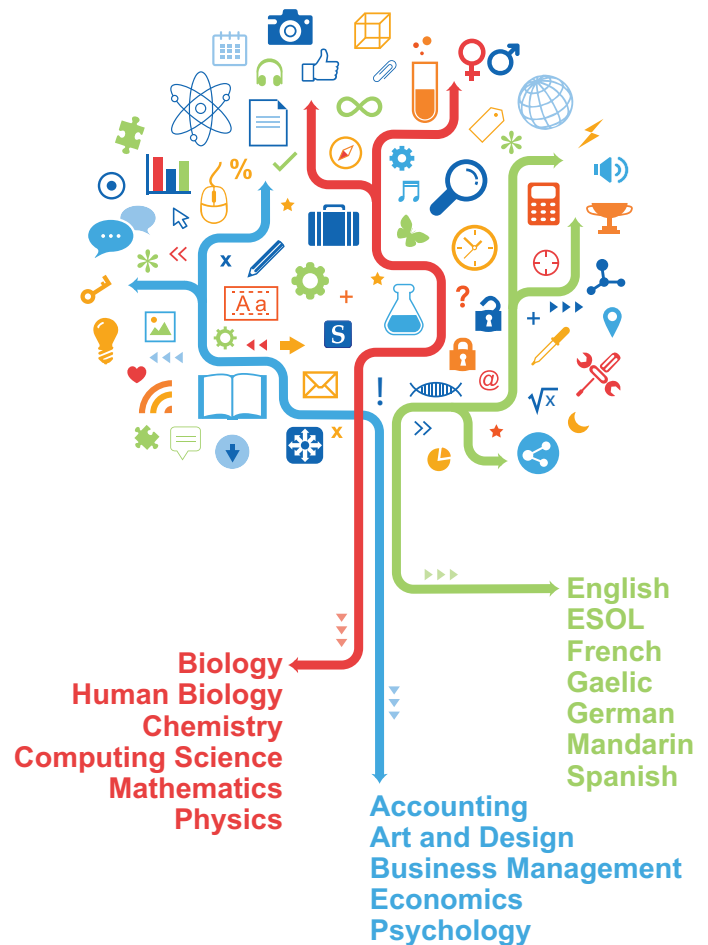 %
x
A a
S
?
+
+
@
!
√x
x
English
ESOL
French
Gaelic
German
Mandarin
Spanish
Biology
Human Biology
Chemistry
Computing Science
Mathematics
Physics
Accounting
Art and Design
Business Management
Economics
Psychology